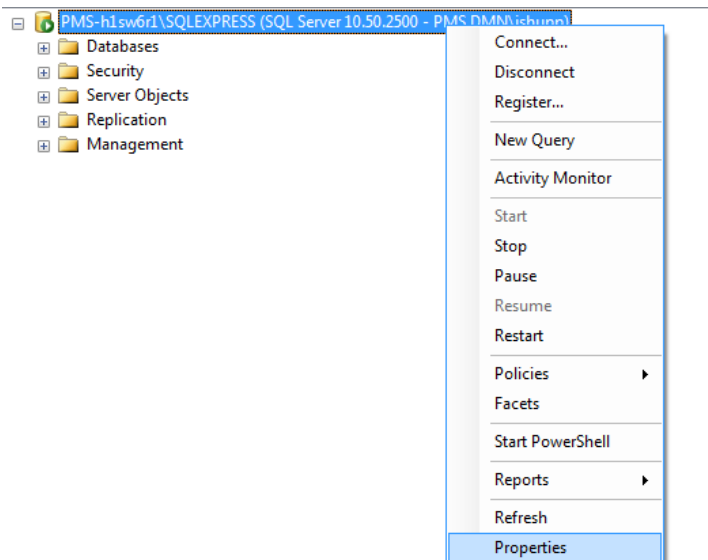 PMS-h1sw6r1\SQLEXPRESS (SQL Server 10.50.2500 - PMS DMN\jshunn)
Databases
Security
Server Objects
Replication
Management
Connect...
Disconnect
Register...
New Query
Activity Monitor
Start
Stop
Pause
Resume
Restart
Policies
Facets
Start PowerShell
Reports
Refresh
Properties